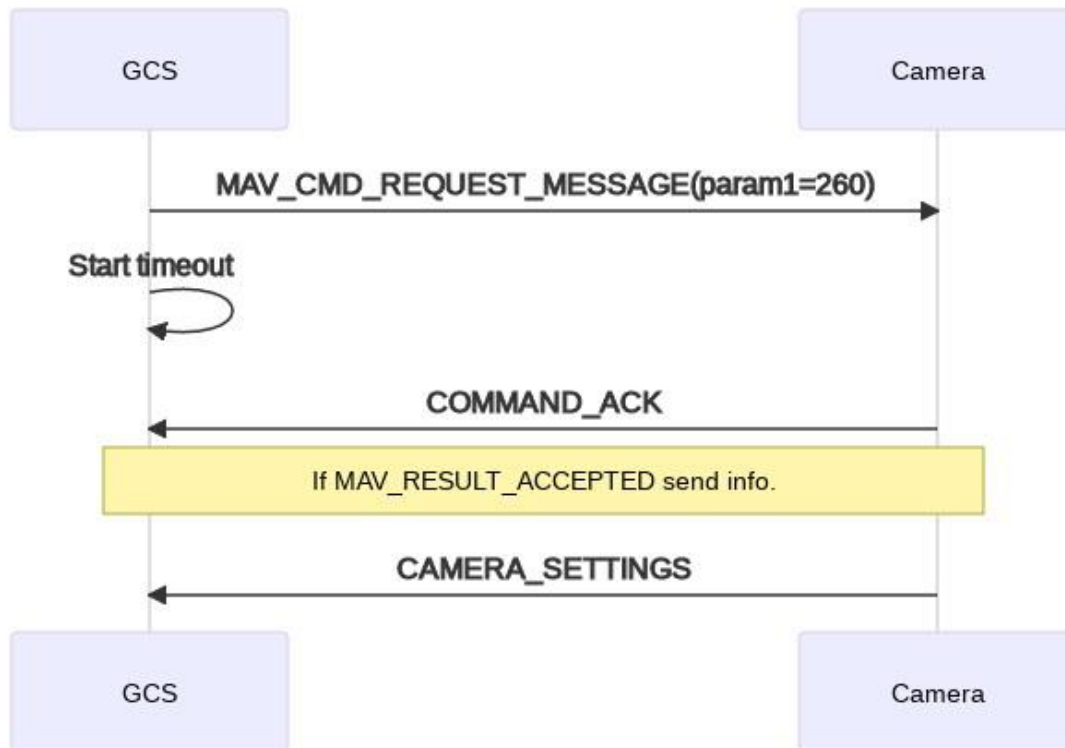 GCS
Camera
MAV_CMD_REQUEST_MESSAGE(param1=260)
Start timeout
COMMAND_ACK
If MAV_RESULT_ACCEPTED send info.
CAMERA_SETTINGS
GCS
Camera